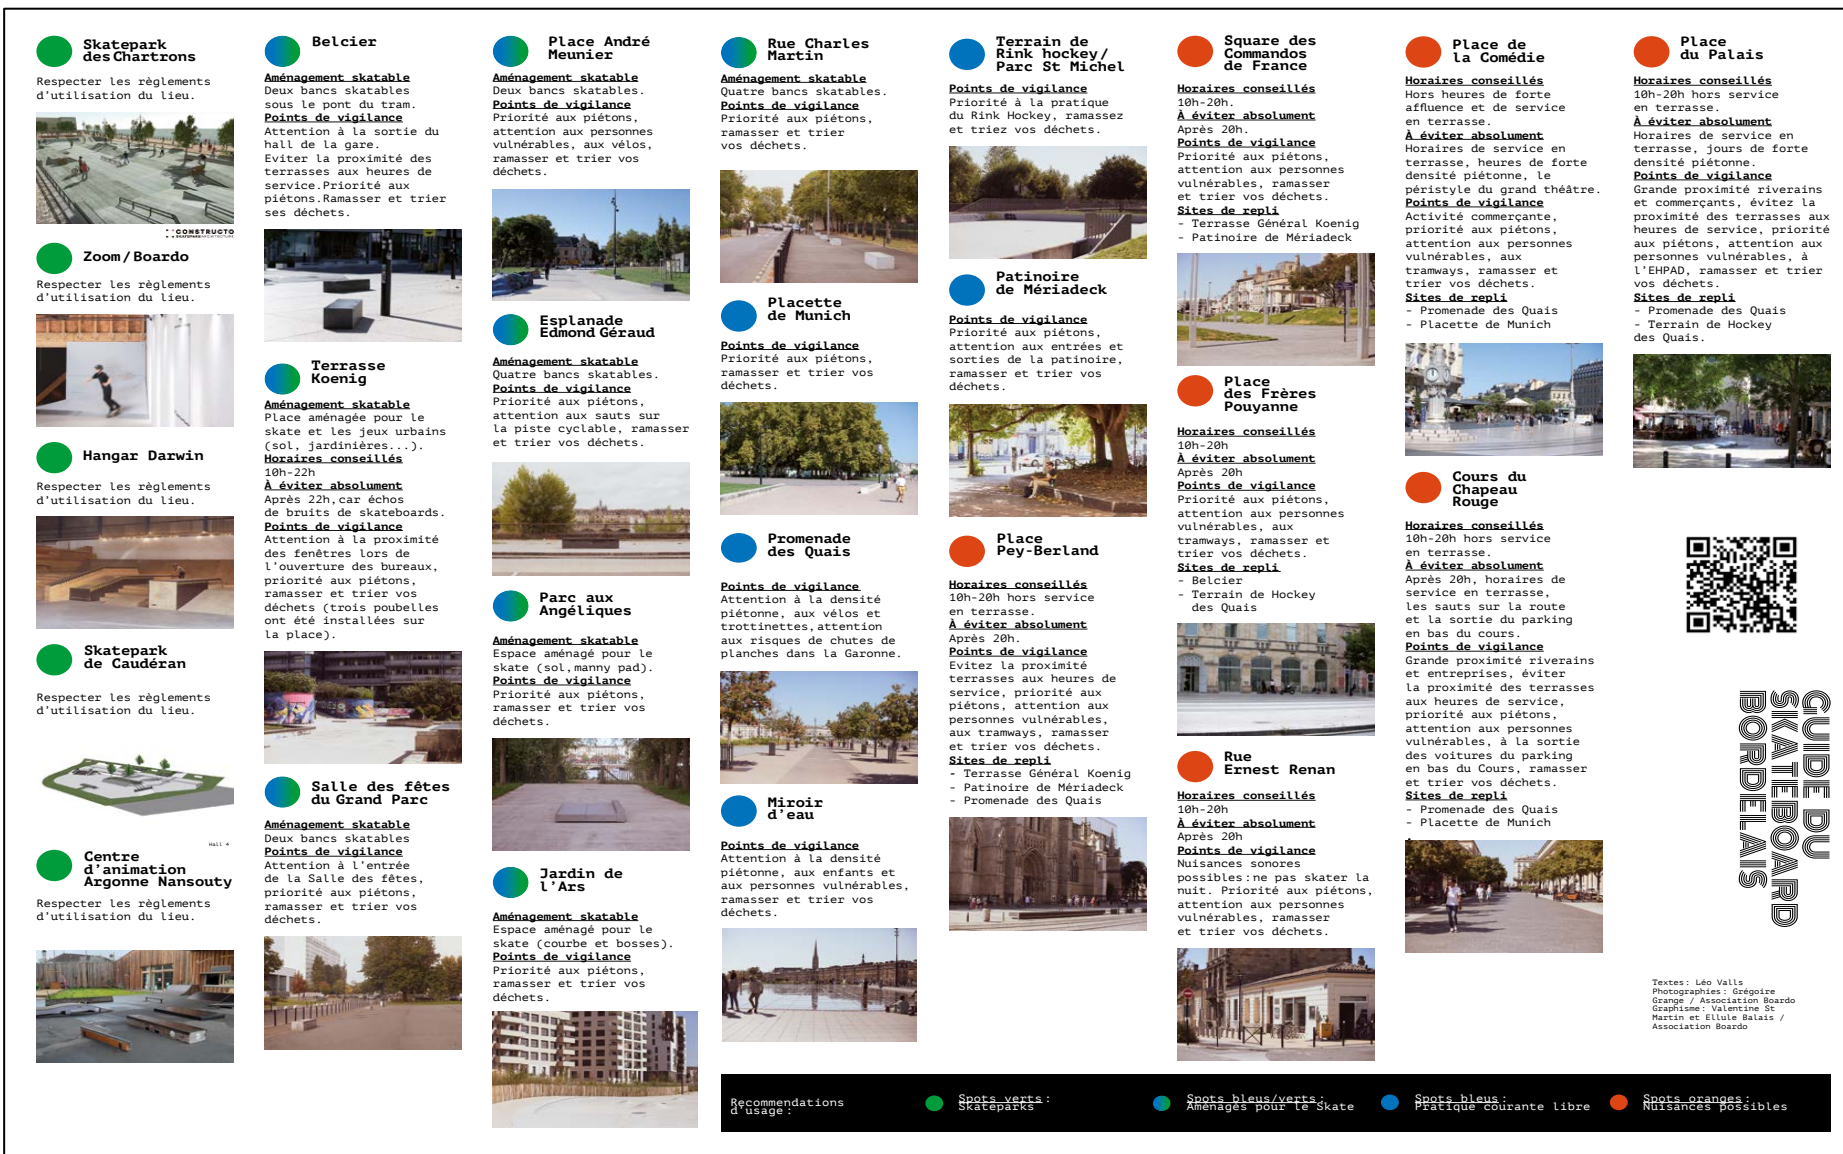 Skatepark
des Chartrons
Respecter les règlements
d'utilisation du lieu.
CONSTRUCTO
SKATEPARK ARCHITECTURE
Zoom / Boardo
Respecter les règlements
d'utilisation du lieu.
Hangar Darwin
Respecter les règlements
d'utilisation du lieu.
Skatepark
de Caudéran
Respecter les règlements
d'utilisation du lieu.
Hall 4
Centre
d'animation
Argonne Nansouty
Respecter les règlements
d'utilisation du lieu.
Belcier
Aménagement skatable
Deux bancs skatables
sous le pont du tram.
Points de vigilance
Attention à la sortie du
hall de la gare.
Eviter la proximité des
terrasses aux heures de
service.Priorité aux
piétons.Ramasser et trier
ses déchets.
Terrasse
Koenig
Aménagement skatable
Place aménagée pour le
skate et les jeux urbains
(sol, jardinières...).
Horaires conseillés
10h-22h
À éviter absolument
Après 22h,car échos
de bruits de skateboards.
Points de vigilance
Attention à la proximité
des fenêtres lors de
l'ouverture des bureaux,
priorité aux piétons,
ramasser et trier vos
déchets (trois poubelles
ont été installées sur
la place).
Salle des fêtes
du Grand Parc
Aménagement skatable
Deux bancs skatables
Points de vigilance
Attention à l'entrée
de la Salle des fêtes,
priorité aux piétons,
ramasser et trier vos
déchets.
Place André
Meunier
Aménagement skatable
Deux bancs skatables.
Points de vigilance
Priorité aux piétons,
attention aux personnes
vulnérables, aux vélos,
ramasser et trier vos
déchets.
Esplanade
Edmond Géraud
Aménagement skatable
Quatre bancs skatables.
Points de vigilance
Priorité aux piétons,
attention aux sauts sur
la piste cyclable, ramasser
et trier vos déchets.
Parc aux
Angéliques
Aménagement skatable
Espace aménagé pour le
skate (sol,manny pad).
Points de vigilance
Priorité aux piétons,
ramasser et trier vos
déchets.
Jardin de
l'Ars
Aménagement skatable
Espace aménagé pour le
skate (courbe et bosses).
Points de vigilance
Priorité aux piétons,
ramasser et trier vos
déchets.
Rue Charles
Martin
Aménagement skatable
Quatre bancs skatables.
Points de vigilance
Priorité aux piétons,
ramasser et trier
vos déchets.
Placette
de Munich
Points de vigilance
Priorité aux piétons,
ramasser et trier vos
déchets.
Promenade
des Quais
Points de vigilance
Attention à la densité
piétonne, aux vélos et
trottinettes,attention
aux risques de chutes de
planches dans la Garonne.
Miroir
d'eau
Points de vigilance
Attention à la densité
piétonne, aux enfants et
aux personnes vulnérables,
ramasser et trier vos
déchets.
Terrain de
Rink hockey/
Parc St Michel
Points de vigilance
Priorité à la pratique
du Rink Hockey, ramassez
et triez vos déchets.
Patinoire
de Mériadeck
Points de vigilance
Priorité aux piétons,
attention aux entrées et
sorties de la patinoire,
ramasser et trier vos
déchets.
Place
Pey-Berland
Horaires conseillés
10h-20h hors service
en terrasse.
À éviter absolument
Après 20h.
Points de vigilance
Evitez la proximité
terrasses aux heures de
service, priorité aux
piétons, attention aux
personnes vulnérables,
aux tramways, ramasser
et trier vos déchets.
Sites de repli
- Terrasse Général Koenig
- Patinoire de Mériadeck
- Promenade des Quais
Square des
Commandos
de France
Horaires conseillés
10h-20h.
À éviter absolument
Après 20h.
Points de vigilance
Priorité aux piétons,
attention aux personnes
vulnérables, ramasser
et trier vos déchets.
Sites de repli
- Terrasse Général Koenig
- Patinoire de Mériadeck
Place
des Frères
Pouyanne
Horaires conseillés
10h-20h
À éviter absolument
Après 20h
Points de vigilance
Priorité aux piétons,
attention aux personnes
vulnérables, aux
tramways, ramasser et
trier vos déchets.
Sites de repli
- Belcier
- Terrain de Hockey
des Quais
Rue
Ernest Renan
Horaires conseillés
10h-20h
À éviter absolument
Après 20h
Points de vigilance
Nuisances sonores
possibles:ne pas skater la
nuit. Priorité aux piétons,
attention aux personnes
vulnérables, ramasser
et trier vos déchets.
Place de
la Comédie
Horaires conseillés
Hors heures de forte
affluence et de service
en terrasse.
À éviter absolument
Horaires de service en
terrasse, heures de forte
densité piétonne, le
péristyle du grand théâtre.
Points de vigilance
Activité commerçante,
priorité aux piétons,
attention aux personnes
vulnérables, aux
tramways, ramasser et
trier vos déchets.
Sites de repli
- Promenade des Quais
- Placette de Munich
Cours du
Chapeau
Rouge
Horaires conseillés
10h-20h hors service
en terrasse.
À éviter absolument
Après 20h, horaires de
service en terrasse,
les sauts sur la route
et la sortie du parking
en bas du cours.
Points de vigilance
Grande proximité riverains
et entreprises, éviter
la proximité des terrasses
aux heures de service,
priorité aux piétons,
attention aux personnes
vulnérables, à la sortie
des voitures du parking
en bas du Cours, ramasser
et trier vos déchets.
Sites de repli
- Promenade des Quais
- Placette de Munich
Place
du Palais
Horaires conseillés
10h-20h hors service
en terrasse.
À éviter absolument
Horaires de service en
terrasse, jours de forte
densité piétonne.
Points de vigilance
Grande proximité riverains
et commerçants, évitez la
proximité des terrasses aux
heures de service, priorité
aux piétons, attention aux
personnes vulnérables, à
l'EHPAD, ramasser et trier
vos déchets.
Sites de repli
- Promenade des Quais
- Terrain de Hockey
des Quais.
GUIDE DU
SKATEBOARD
BORDELAIS
Textes: Léo Valls
Photographies: Grégoire
Grange / Association Boardo
Graphisme: Valentine St
Martin et Ellule Balais /
Association Boardo
Recommendations
d'usage:
Spots verts:
Skateparks
Spots bleus/verts:
Aménagés pour le Skate
Spots bleus:
Pratique courante libre
Spots oranges:
Nuisances possibles